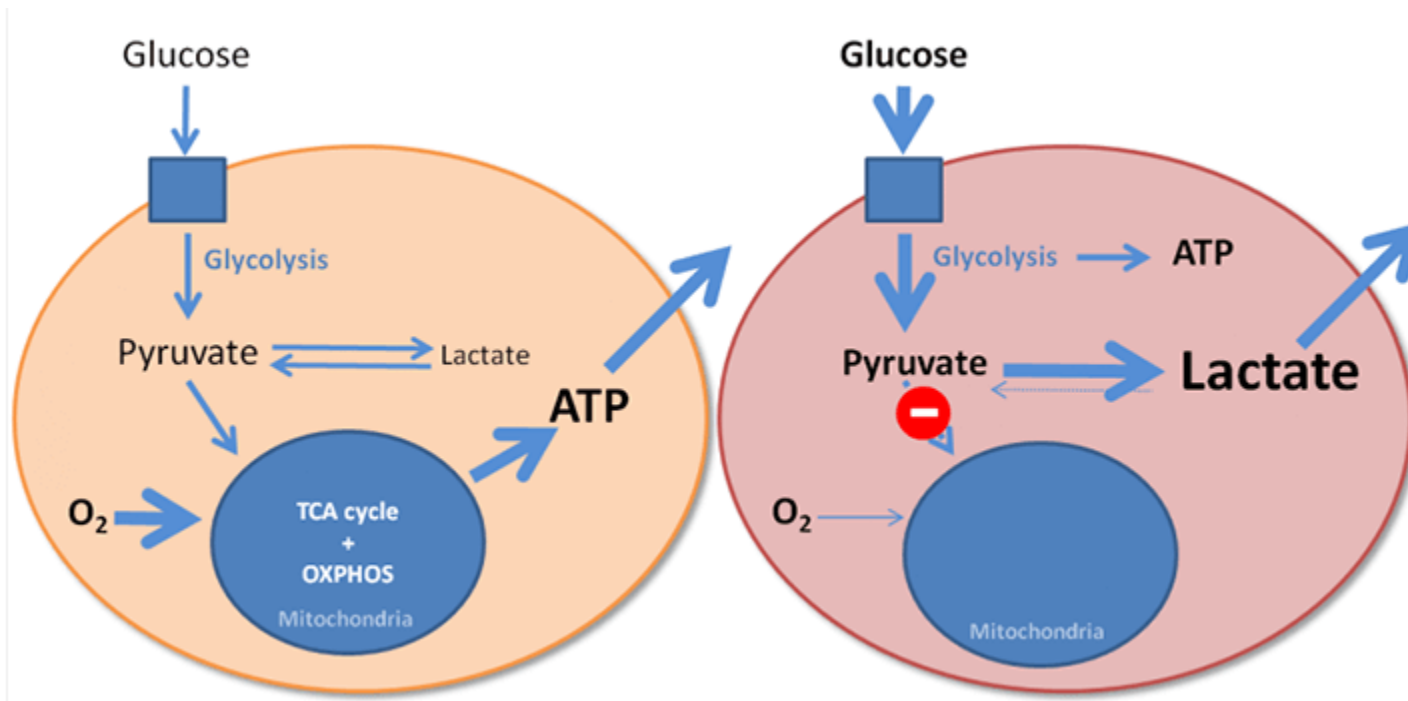 Glucose
Glycolysis
Pyruvate
Lactate
ATP
O₂
TCA cycle
+
OXPHOS
Mitochondria
Glucose
Glycolysis
ATP
Pyruvate
Lactate
O₂
Mitochondria